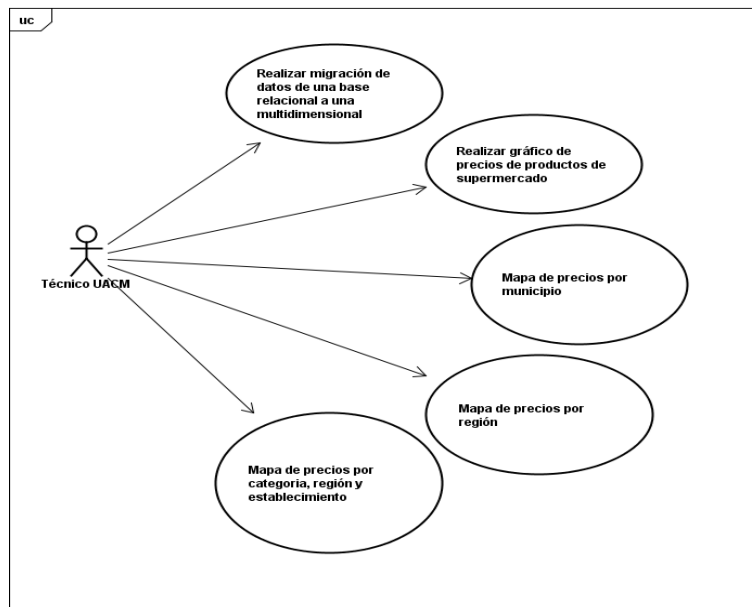 uc
Realizar migración de
datos de una base
relacional a una
multidimensional
Realizar gráfico de
precios de productos de
supermercado
Técnico UACM
Mapa de precios por
municipio
Mapa de precios por
región
Mapa de precios por
categoria, región y
establecimiento